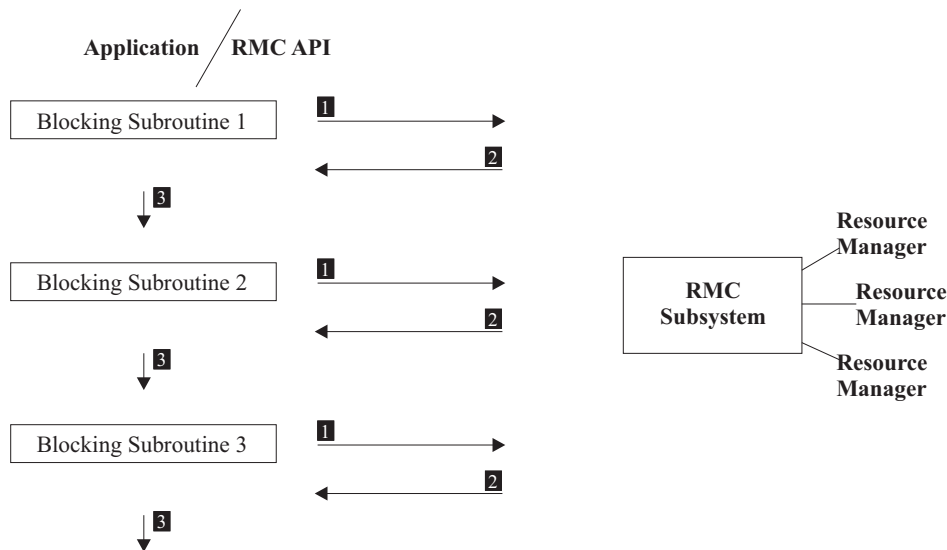 Application RMC API
Blocking Subroutine 1
1
2
3
Blocking Subroutine 2
1
2
3
Blocking Subroutine 3
1
2
3
RMC
Subsystem
Resource
Manager
Resource
Manager
Resource
Manager